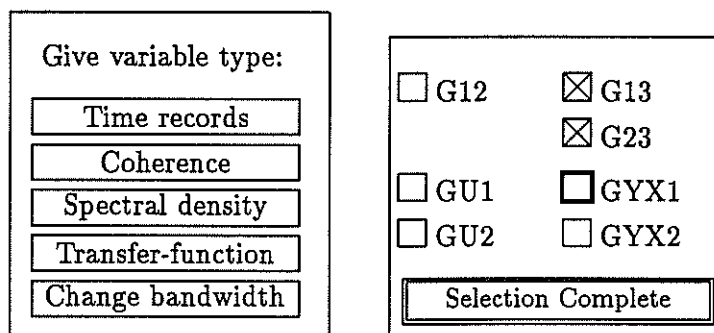 Give variable type:
Time records
Coherence
Spectral density
Transfer-function
Change bandwidth
G12 G13
G23
GU1 GYX1
GU2 GYX2
Selection Complete